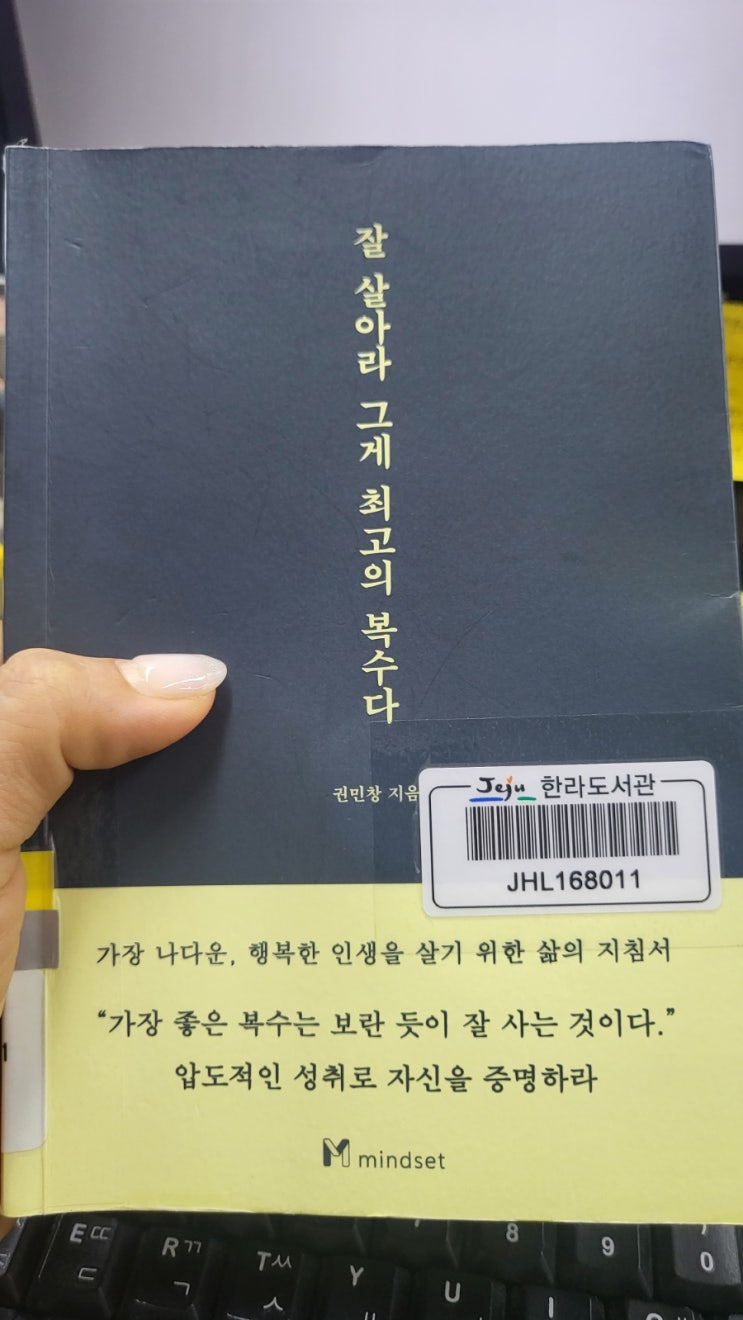 잘 살아라 그게 최고의 복수다
권민창 지음
Jeju 한라도서관
JHL168011
가장 나다운, 행복한 인생을 살기 위한 삶의 지침서
“가장 좋은 복수는 보란 듯이 잘 사는 것이다.”
압도적인 성취로 자신을 증명하라
M mindset
1
E ㄸ ㄷ
R ㄲ ㄱ
T ㅆ ㅅ
Y
U
I
8
9
0